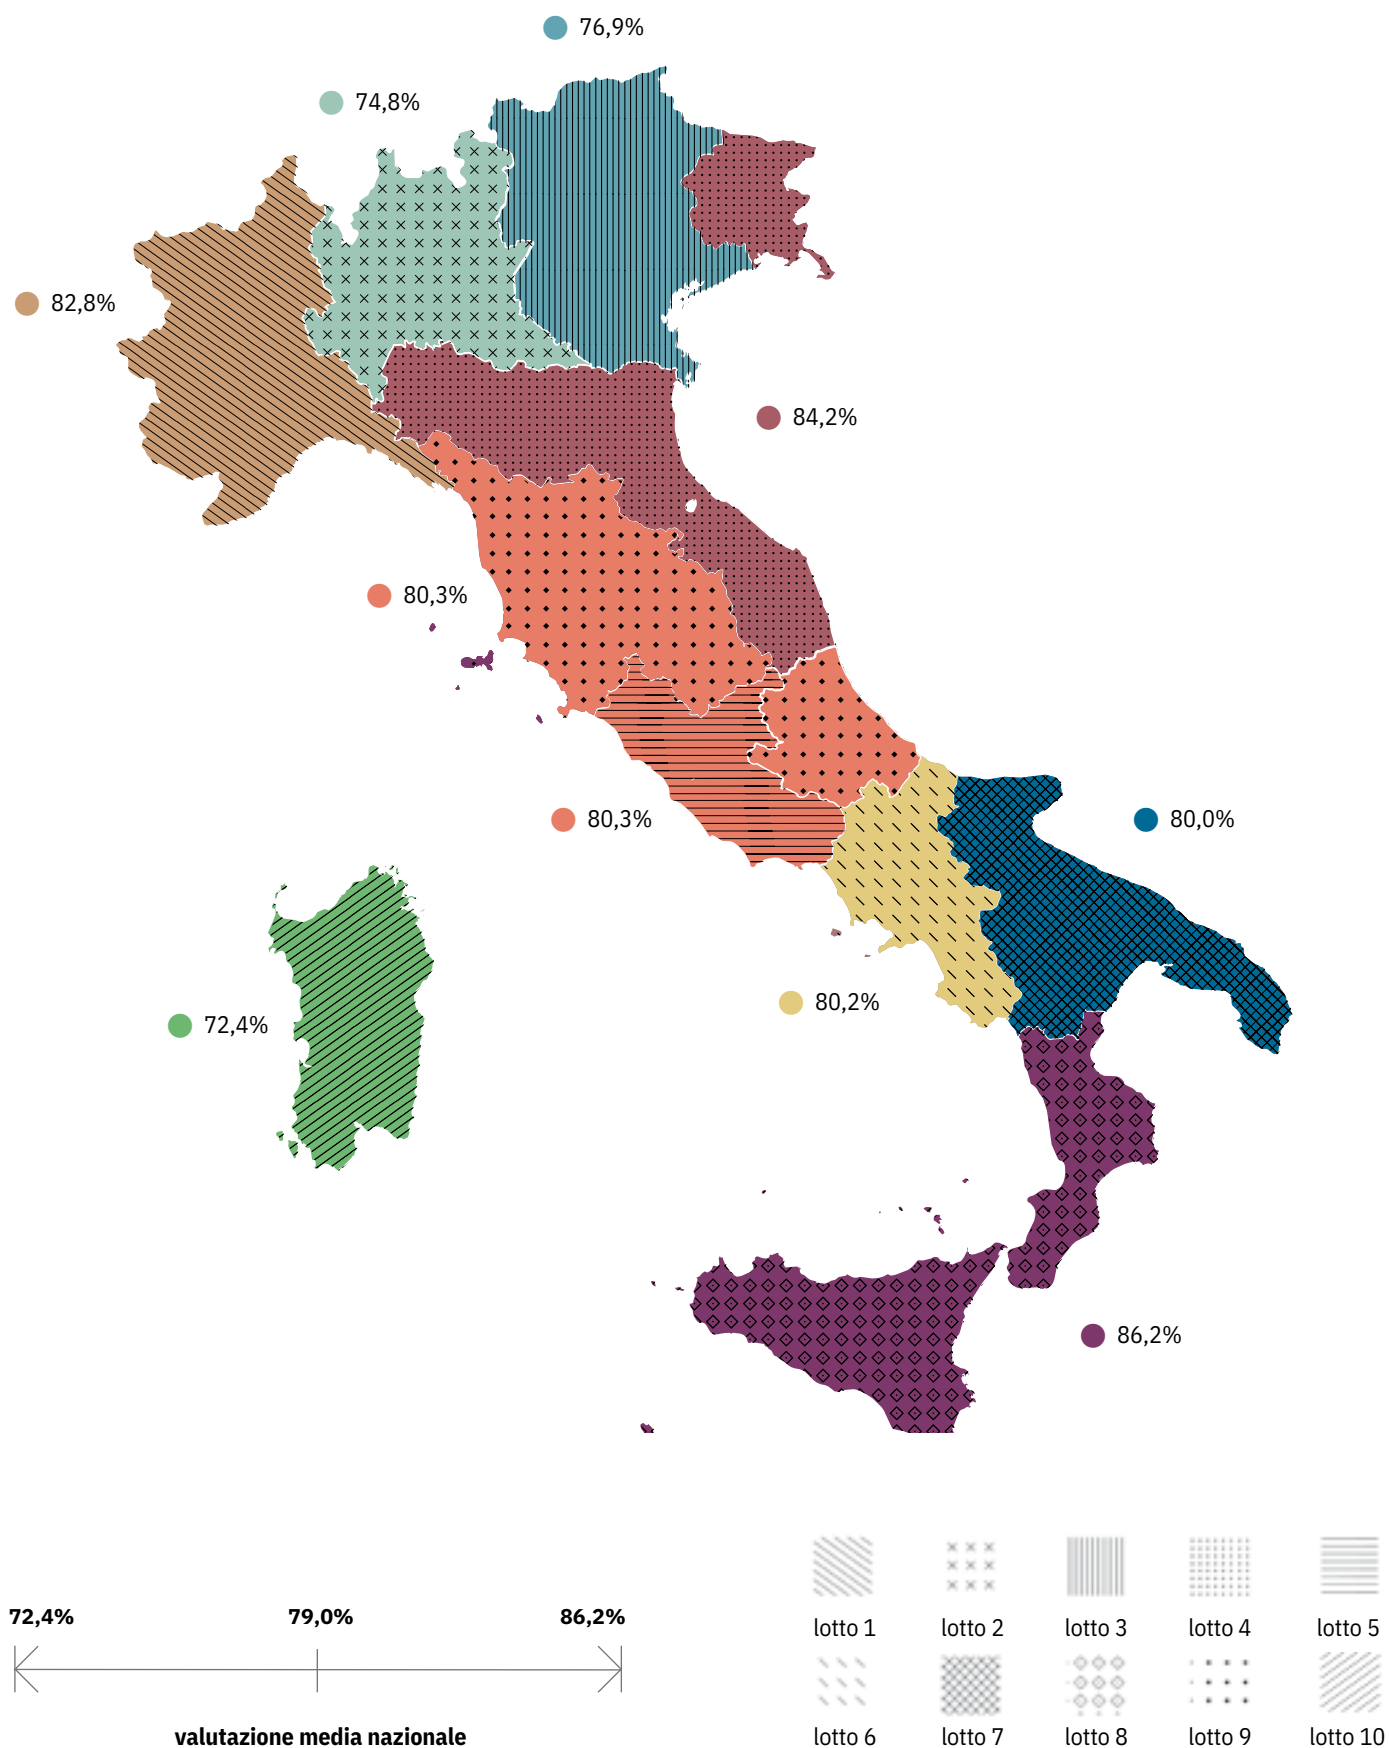 76,9%
74,8%
82,8%
84,2%
80,3%
80,3%
80,0%
80,2%
72,4%
86,2%
72,4% 79,0% 86,2%
valutazione media nazionale
lotto 1 lotto 2 lotto 3 lotto 4 lotto 5
lotto 6 lotto 7 lotto 8 lotto 9 lotto 10